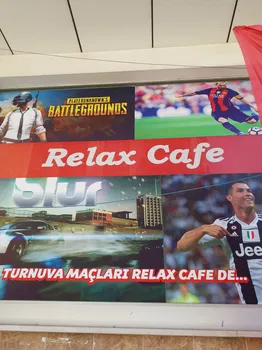 PLAYERUNKNOWN'S
BATTLEGROUNDS
Relax Cafe
blur
TURNUVA MAÇLARI RELAX CAFE DE...
Jeep